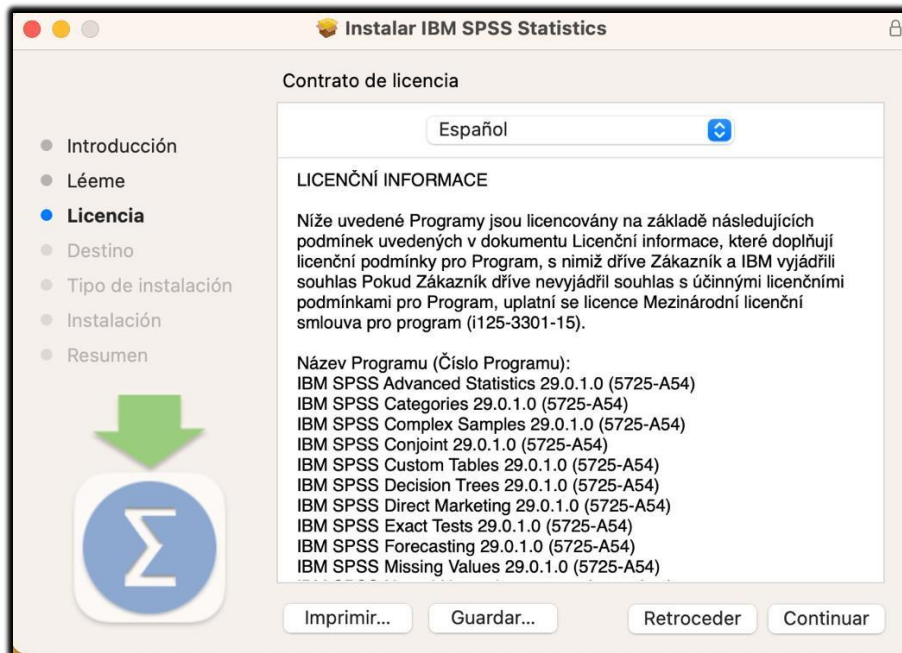 Instalar IBM SPSS Statistics
Introducción
Léeme
Licencia
Destino
Tipo de instalación
Instalación
Resumen
Contrato de licencia
Español
LICENČNÍ INFORMACE
Níže uvedené Programy jsou licencovány na základě následujících
podmínek uvedených v dokumentu Licenční informace, které doplňují
licenční podmínky pro Program, s nimiž dříve Zákazník a IBM vyjádřili
souhlas Pokud Zákazník dříve nevyjádřil souhlas s účinnými licenčními
podmínkami pro Program, uplatní se licence Mezinárodní licenční
smlouva pro program (i125-3301-15).
Název Programu (Číslo Programu):
IBM SPSS Advanced Statistics 29.0.1.0 (5725-A54)
IBM SPSS Categories 29.0.1.0 (5725-A54)
IBM SPSS Complex Samples 29.0.1.0 (5725-A54)
IBM SPSS Conjoint 29.0.1.0 (5725-A54)
IBM SPSS Custom Tables 29.0.1.0 (5725-A54)
IBM SPSS Decision Trees 29.0.1.0 (5725-A54)
IBM SPSS Direct Marketing 29.0.1.0 (5725-A54)
IBM SPSS Exact Tests 29.0.1.0 (5725-A54)
IBM SPSS Forecasting 29.0.1.0 (5725-A54)
IBM SPSS Missing Values 29.0.1.0 (5725-A54)
Σ
Imprimir...
Guardar...
Retroceder
Continuar